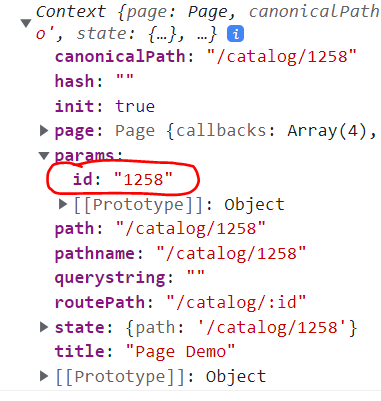 Context {page: Page, canonicalPath
o', state: {…}, …} i
canonicalPath: "/catalog/1258"
hash: ""
init: true
page: Page {callbacks: Array(4),
params:
id: "1258"
[[Prototype]]: Object
path: "/catalog/1258"
pathname: "/catalog/1258"
querystring: ""
routePath: "/catalog/:id"
state: {path: '/catalog/1258'}
title: "Page Demo"
[[Prototype]]: Object